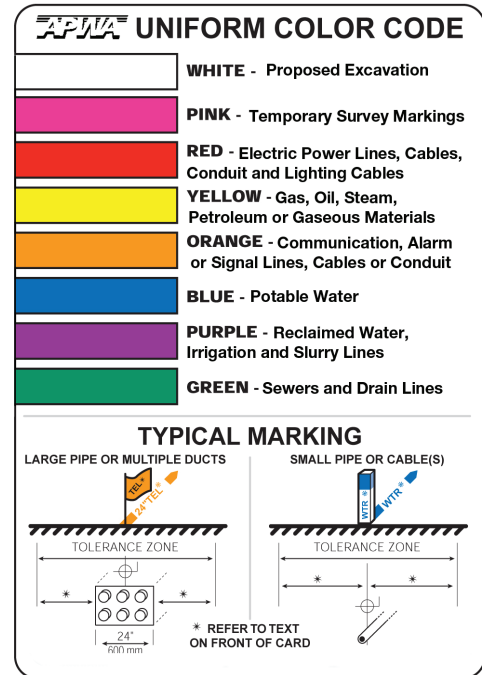 APWA UNIFORM COLOR CODE
WHITE - Proposed Excavation
PINK - Temporary Survey Markings
RED - Electric Power Lines, Cables,
Conduit and Lighting Cables
YELLOW - Gas, Oil, Steam,
Petroleum or Gaseous Materials
ORANGE - Communication, Alarm
or Signal Lines, Cables or Conduit
BLUE - Potable Water
PURPLE - Reclaimed Water,
Irrigation and Slurry Lines
GREEN - Sewers and Drain Lines
TYPICAL MARKING
LARGE PIPE OR MULTIPLE DUCTS
TEL*
24"TEL*
TOLERANCE ZONE
* *
24"
600 mm
SMALL PIPE OR CABLE(S)
WTR *
WTR*
TOLERANCE ZONE
* *
* REFER TO TEXT
ON FRONT OF CARD